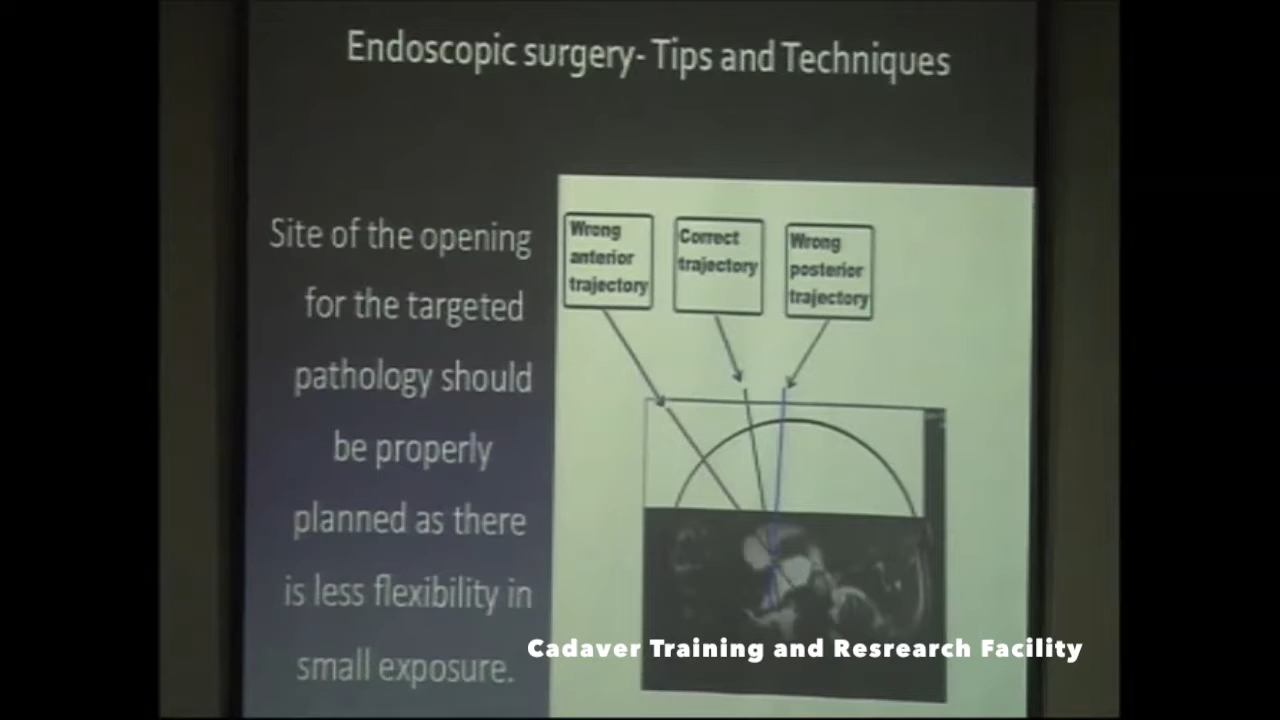 Endoscopic surgery- Tips and Techniques
Site of the opening
for the targeted
pathology should
be properly
planned as there
is less flexibility in
small exposure.
Wrong
anterior
trajectory
Correct
trajectory
Wrong
posterior
trajectory
Cadaver Training and Resrearch Facility